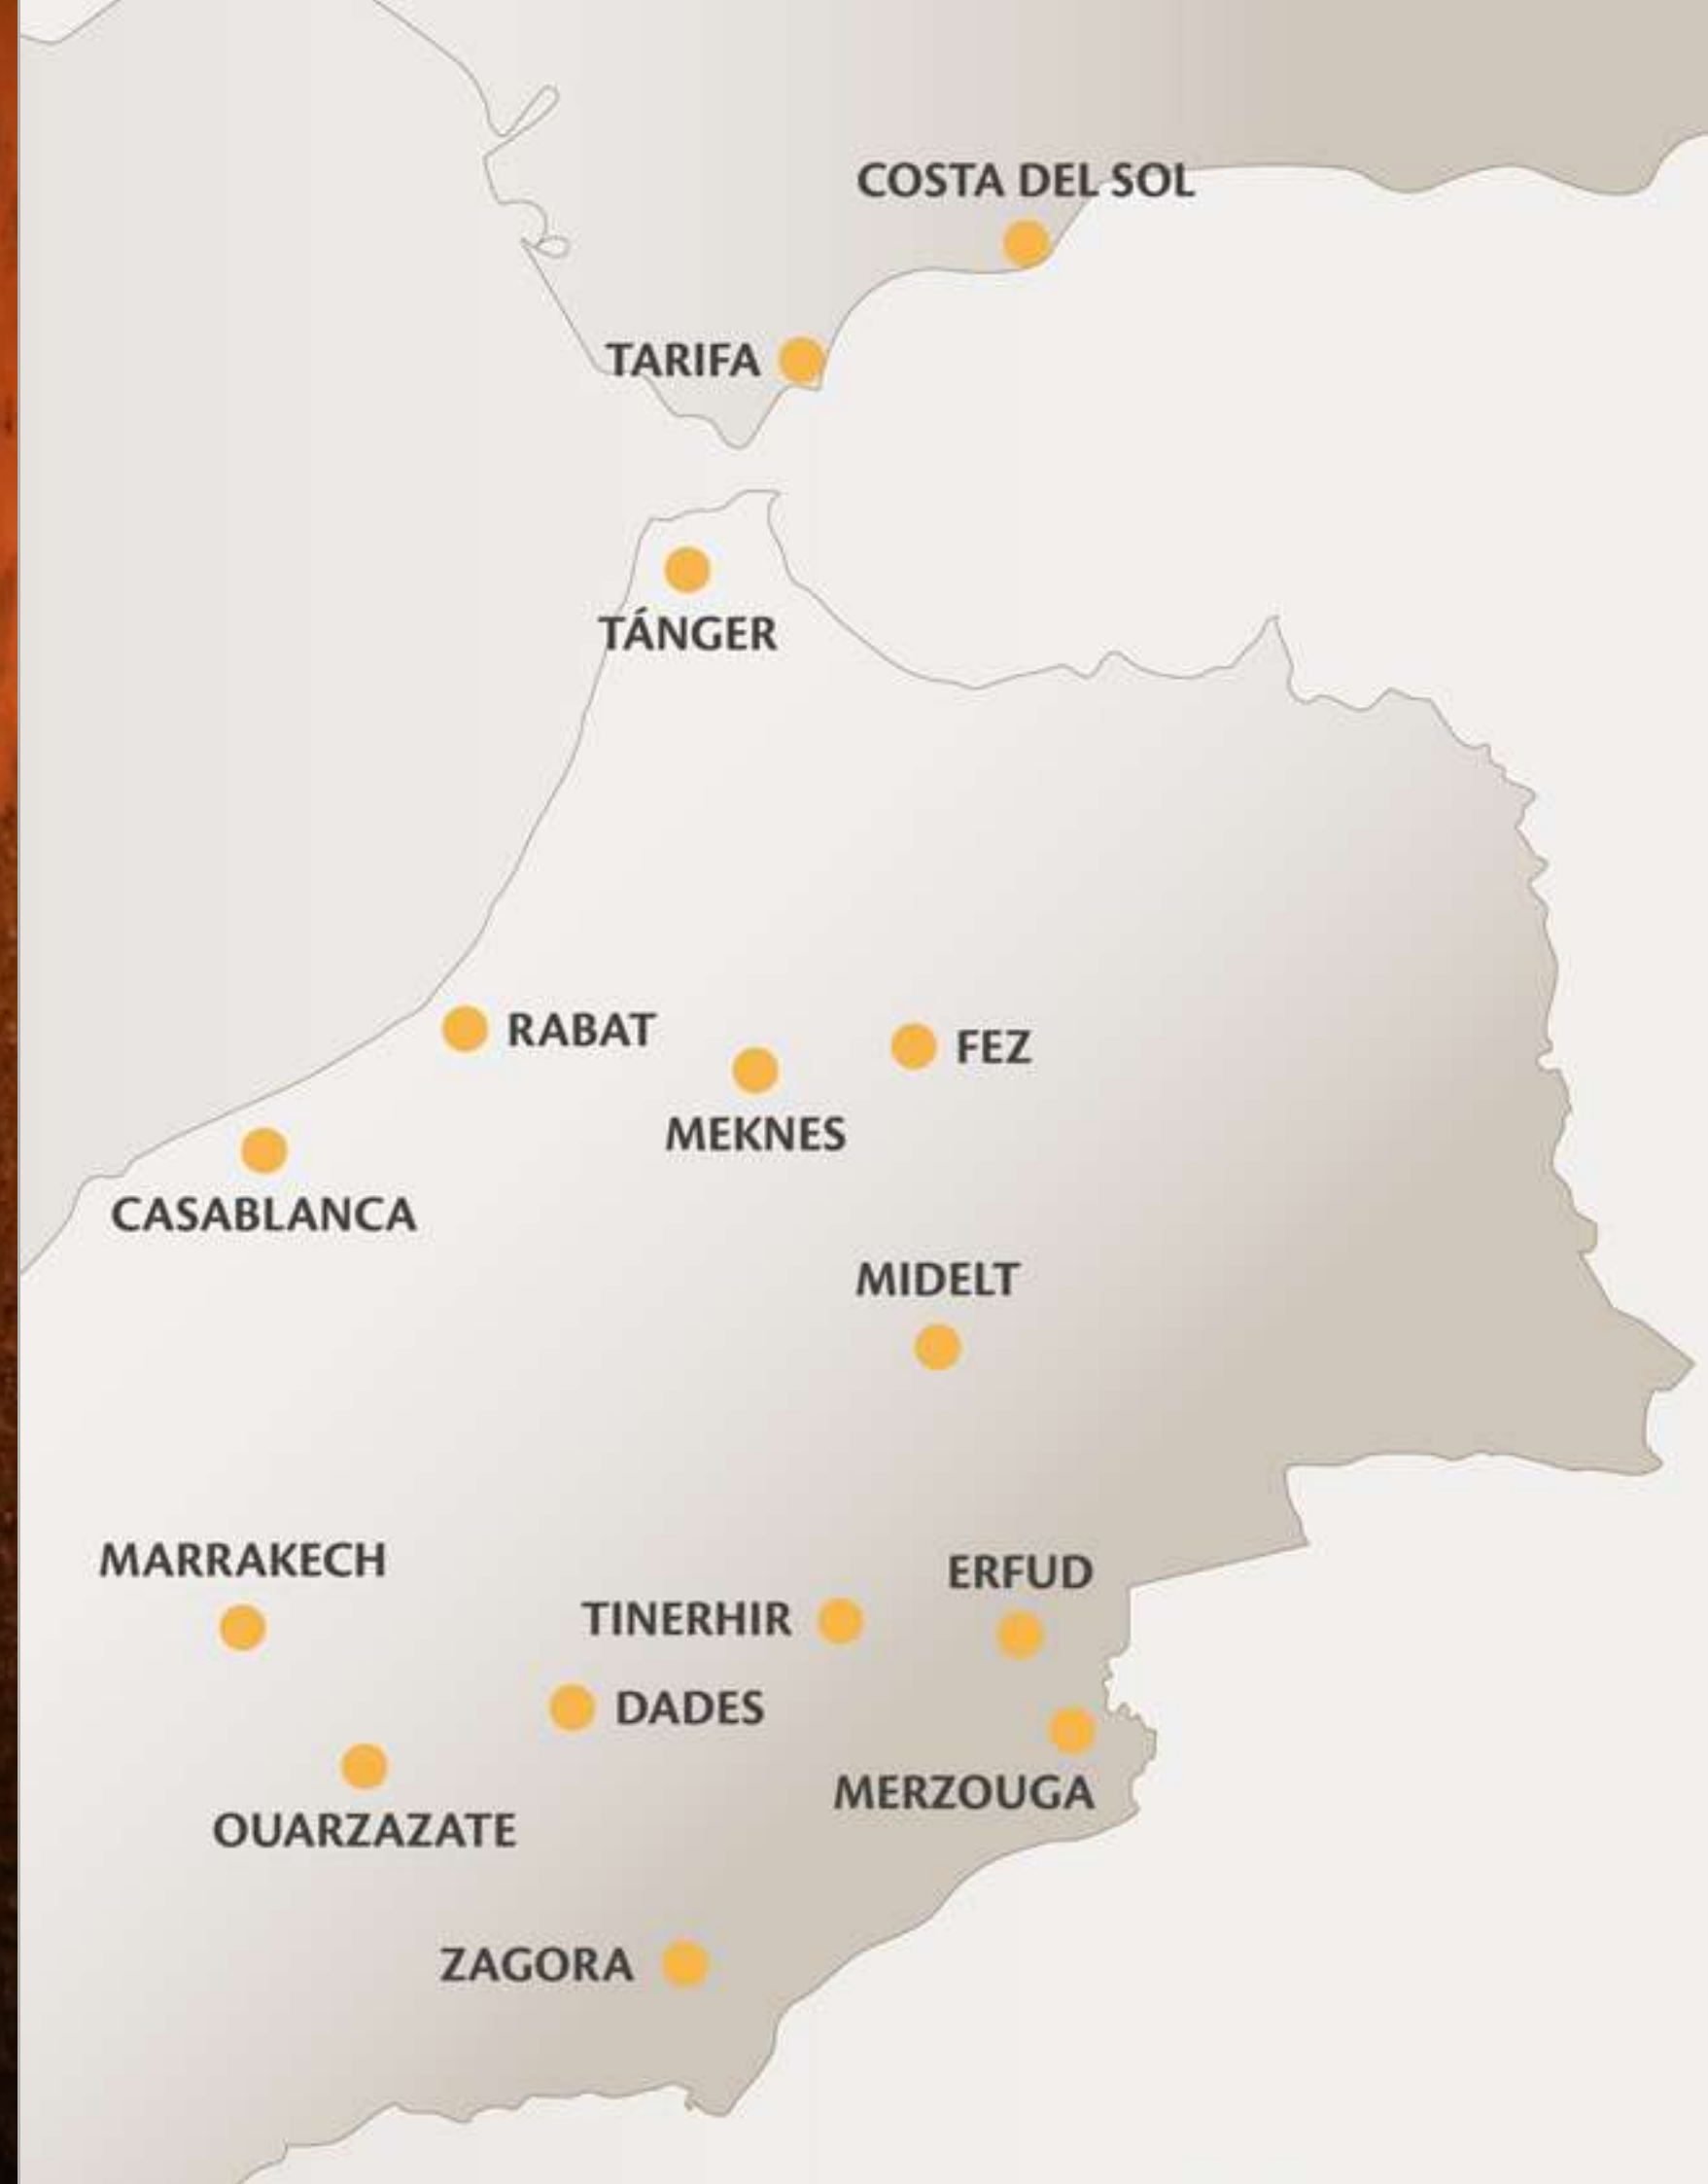 COSTA DEL SOL
TARIFA
TÁNGER
RABAT
FEZ
MEKNES
CASABLANCA
MIDELT
MARRAKECH
ERFUD
TINERHIR
DADES
MERZOUGA
OUARZAZATE
ZAGORA